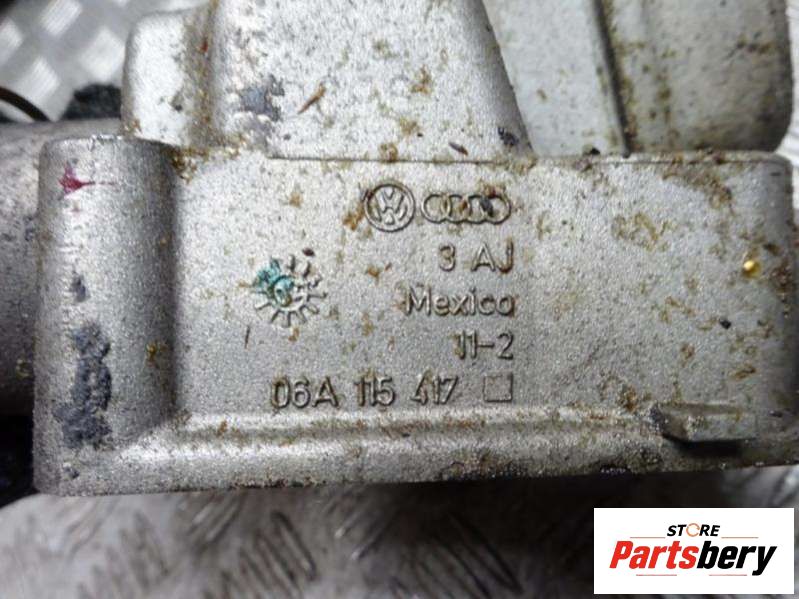 3 AJ
Mexico
11-2
06A 115 417
STORE
Partsbery